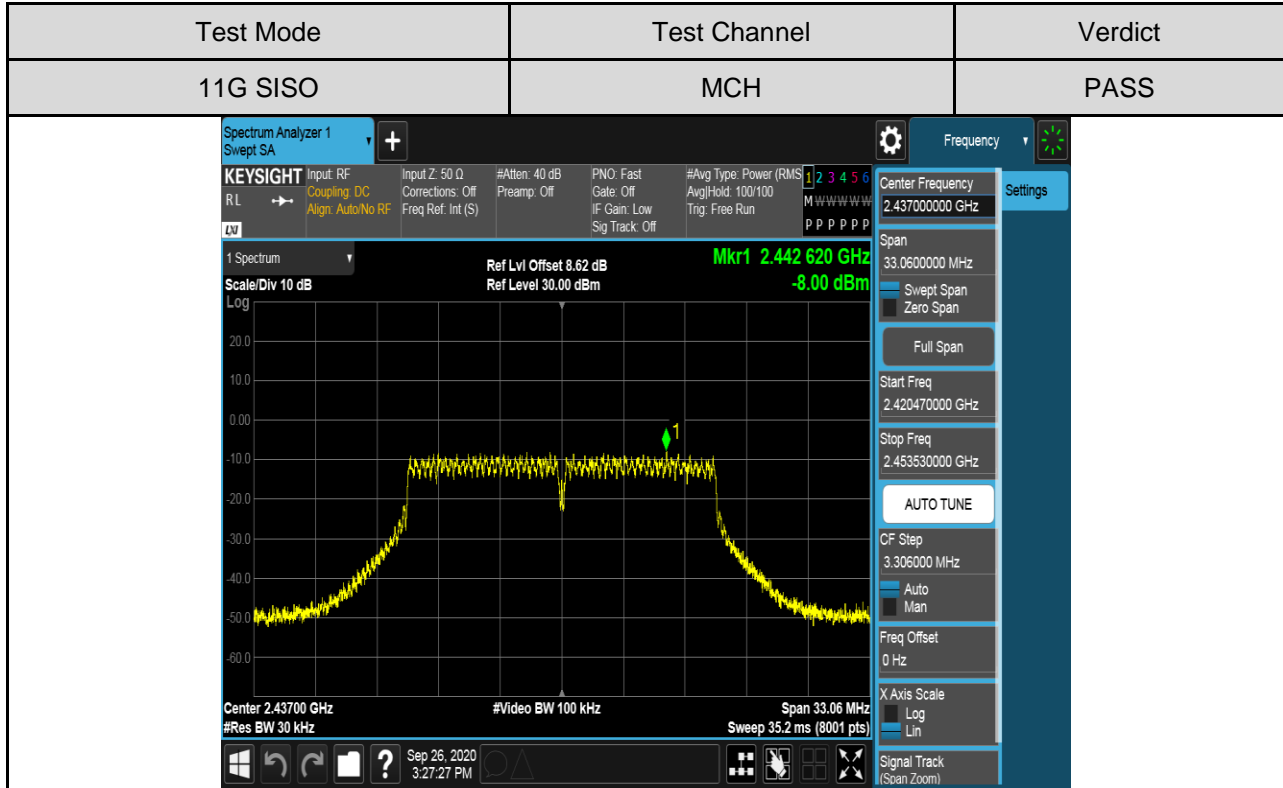 Test Mode Test Channel Verdict
11G SISO MCH PASS
Spectrum Analyzer 1
Swept SA
+
Frequency
KEYSIGHT Input: RF Input Z: 50 Ω #Atten: 40 dB PNO: Fast #Avg Type: Power (RMS 1 2 3 4 5 6
RL Coupling: DC Corrections: Off Preamp: Off Gate: Off Avg|Hold: 100/100 M W W W W W
Align: Auto/No RF Freq Ref: Int (S) IF Gain: Low Trig: Free Run
LXI Sig Track: Off P P P P P P
1 Spectrum
Ref Lvl Offset 8.62 dB Mkr1 2.442 620 GHz
Scale/Div 10 dB Ref Level 30.00 dBm -8.00 dBm
Log
20.0
10.0
0.00
1
-10.0
-20.0
-30.0
-40.0
-50.0
-60.0
Center 2.43700 GHz #Video BW 100 kHz Span 33.06 MHz
#Res BW 30 kHz Sweep 35.2 ms (8001 pts)
? Sep 26, 2020
3:27:27 PM
Center Frequency
2.437000000 GHz
Settings
Span
33.0600000 MHz
Swept Span
Zero Span
Full Span
Start Freq
2.420470000 GHz
Stop Freq
2.453530000 GHz
AUTO TUNE
CF Step
3.306000 MHz
Auto
Man
Freq Offset
0 Hz
X Axis Scale
Log
Lin
Signal Track
(Span Zoom)